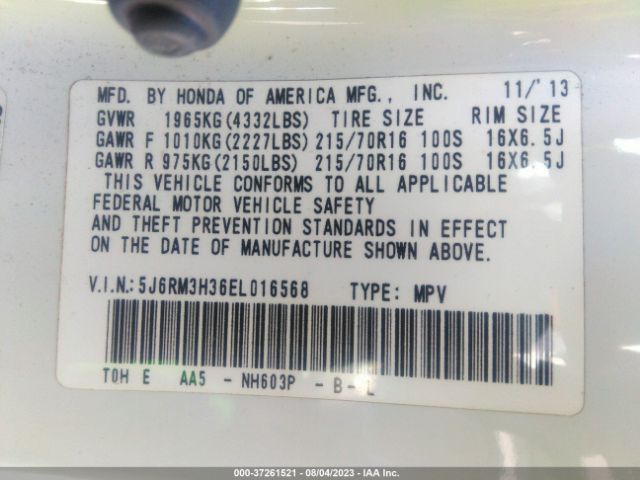 MFD. BY HONDA OF AMERICA MFG., INC. 11/'13
GVWR 1965KG(4332LBS) TIRE SIZE RIM SIZE
GAWR F 1010KG(2227LBS) 215/70R16 100S 16X6.5J
GAWR R 975KG(2150LBS) 215/70R16 100S 16X6.5J
THIS VEHICLE CONFORMS TO ALL APPLICABLE
FEDERAL MOTOR VEHICLE SAFETY
AND THEFT PREVENTION STANDARDS IN EFFECT
ON THE DATE OF MANUFACTURE SHOWN ABOVE.
V.I.N.:5J6RM3H36EL016568 TYPE: MPV
TOH E AA5 - NH603P - B - L
000-37261521 - 08/04/2023 - IAA Inc.